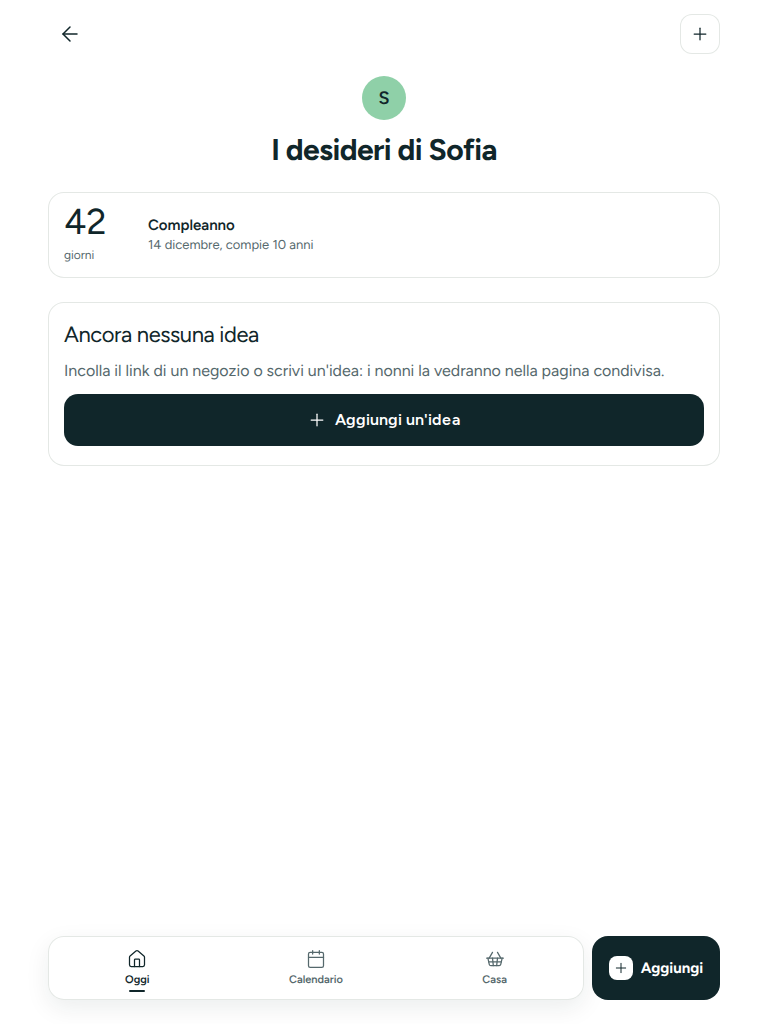 S
I desideri di Sofia
42
giorni
Compleanno
14 dicembre, compie 10 anni
Ancora nessuna idea
Incolla il link di un negozio o scrivi un'idea: i nonni la vedranno nella pagina condivisa.
Aggiungi un'idea
Oggi
Calendario
Casa
Aggiungi